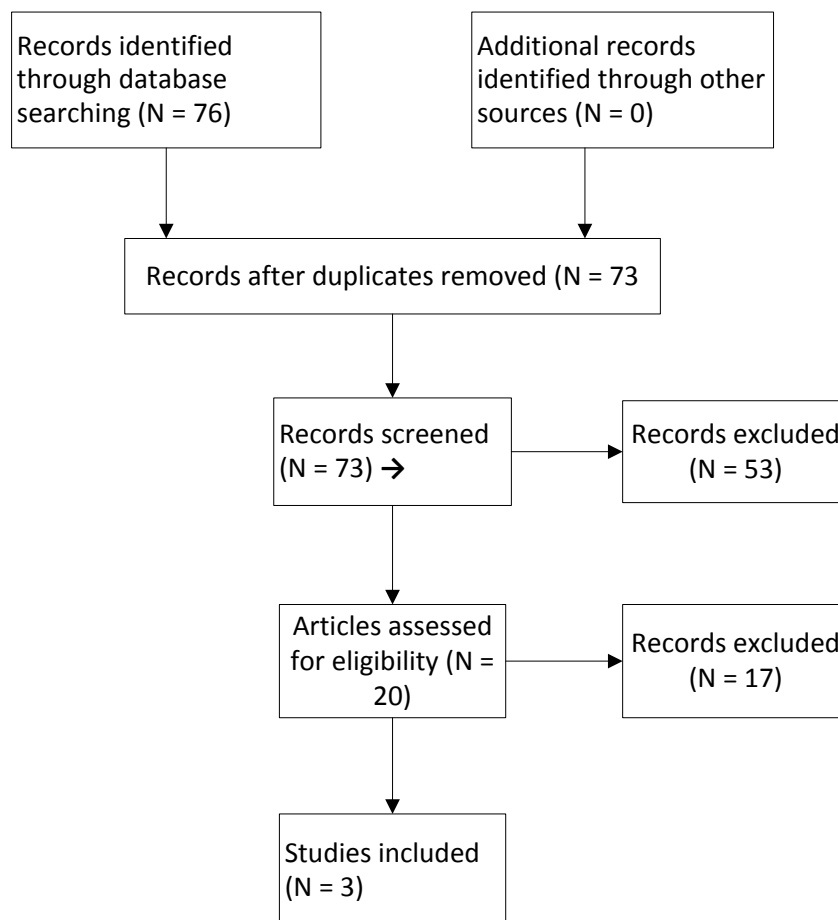 Records identified
through database
searching (N = 76)
Additional records
identified through other
sources (N = 0)
Records after duplicates removed (N = 73
Records screened
(N = 73) →
Records excluded
(N = 53)
Articles assessed
for eligibility (N =
20)
Records excluded
(N = 17)
Studies included
(N = 3)